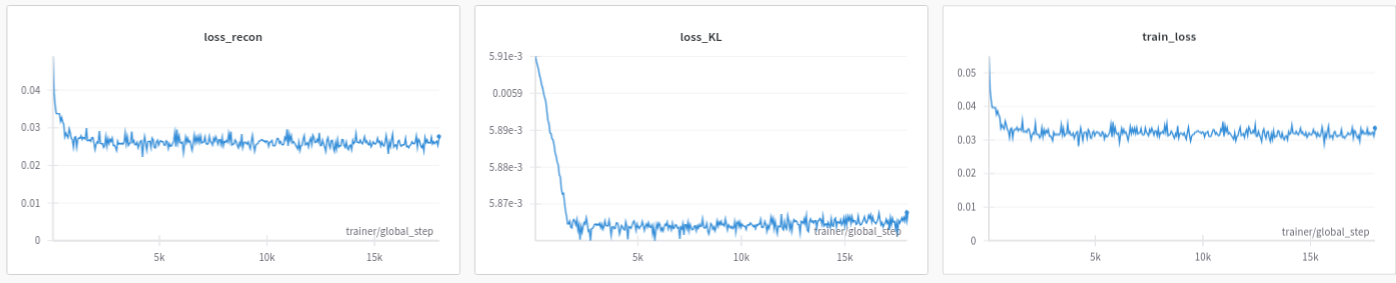 loss_recon
0.04
0.03
0.02
0.01
0
trainer/global_step
5k
10k
15k
loss_KL
5.91e-3
0.0059
5.89e-3
5.88e-3
5.87e-3
trainer/global_step
5k
10k
15k
train_loss
0.05
0.04
0.03
0.02
0.01
0
trainer/global_step
5k
10k
15k